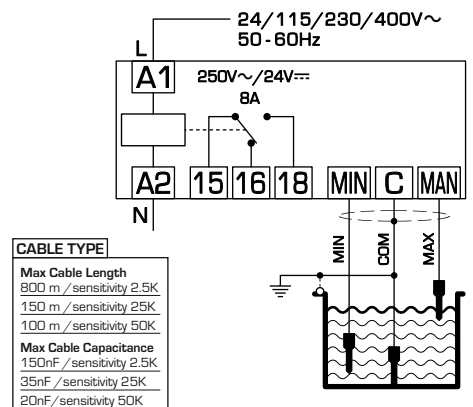 24/115/230/400V~
50-60Hz
L
A1
250V~/24V⎓
8A
A2
15
16
18
MIN
C
MAN
N
MIN
COM
MAX
CABLE TYPE
Max Cable Length
800 m/sensitivity 2.5K
150 m/sensitivity 25K
100 m/sensitivity 50K
Max Cable Capacitance
150nF/sensitivity 2.5K
35nF/sensitivity 25K
20nF/sensitivity 50K